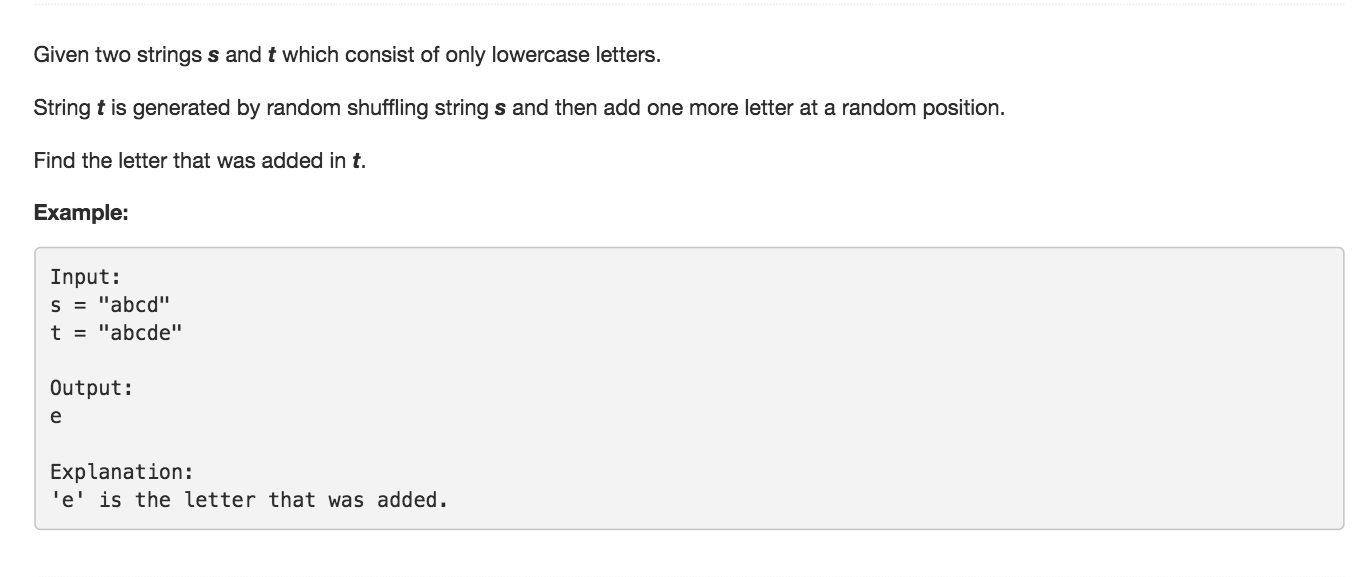 Given two strings s and t which consist of only lowercase letters.
String t is generated by random shuffling string s and then add one more letter at a random position.
Find the letter that was added in t.
Example:
Input:
s = "abcd"
t = "abcde"
Output:
e
Explanation:
'e' is the letter that was added.